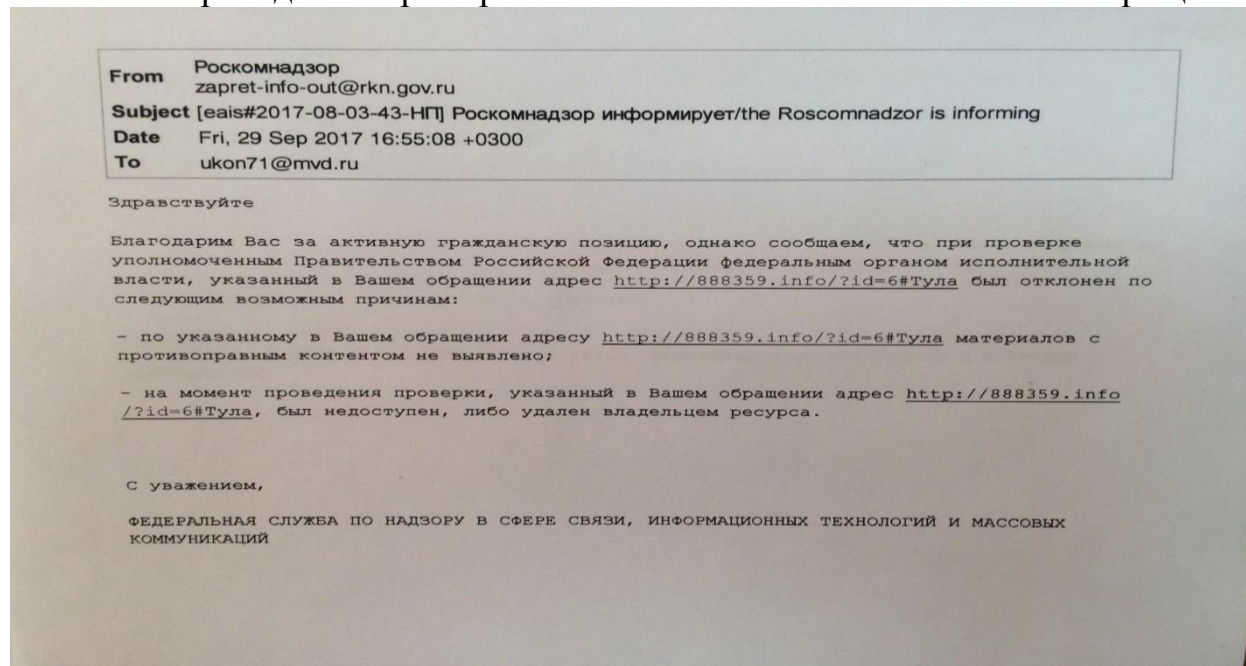 From Роскомнадзор
zapret-info-out@rkn.gov.ru
Subject [eais#2017-08-03-43-НП] Роскомнадзор информирует/the Roscomnadzor is informing
Date Fri, 29 Sep 2017 16:55:08 +0300
To ukon71@mvd.ru
Здравствуйте
Благодарим Вас за активную гражданскую позицию, однако сообщаем, что при проверке
уполномоченным Правительством Российской Федерации федеральным органом исполнительной
власти, указанный в Вашем обращении адрес http://888359.info/?id=6#Тула был отклонен по
следующим возможным причинам:
- по указанному в Вашем обращении адресу http://888359.info/?id=6#Тула материалов с
противоправным контентом не выявлено;
- на момент проведения проверки, указанный в Вашем обращении адрес http://888359.info
/?id=6#Тула, был недоступен, либо удален владельцем ресурса.
С уважением,
ФЕДЕРАЛЬНАЯ СЛУЖБА ПО НАДЗОРУ В СФЕРЕ СВЯЗИ, ИНФОРМАЦИОННЫХ ТЕХНОЛОГИЙ И МАССОВЫХ
КОММУНИКАЦИЙ